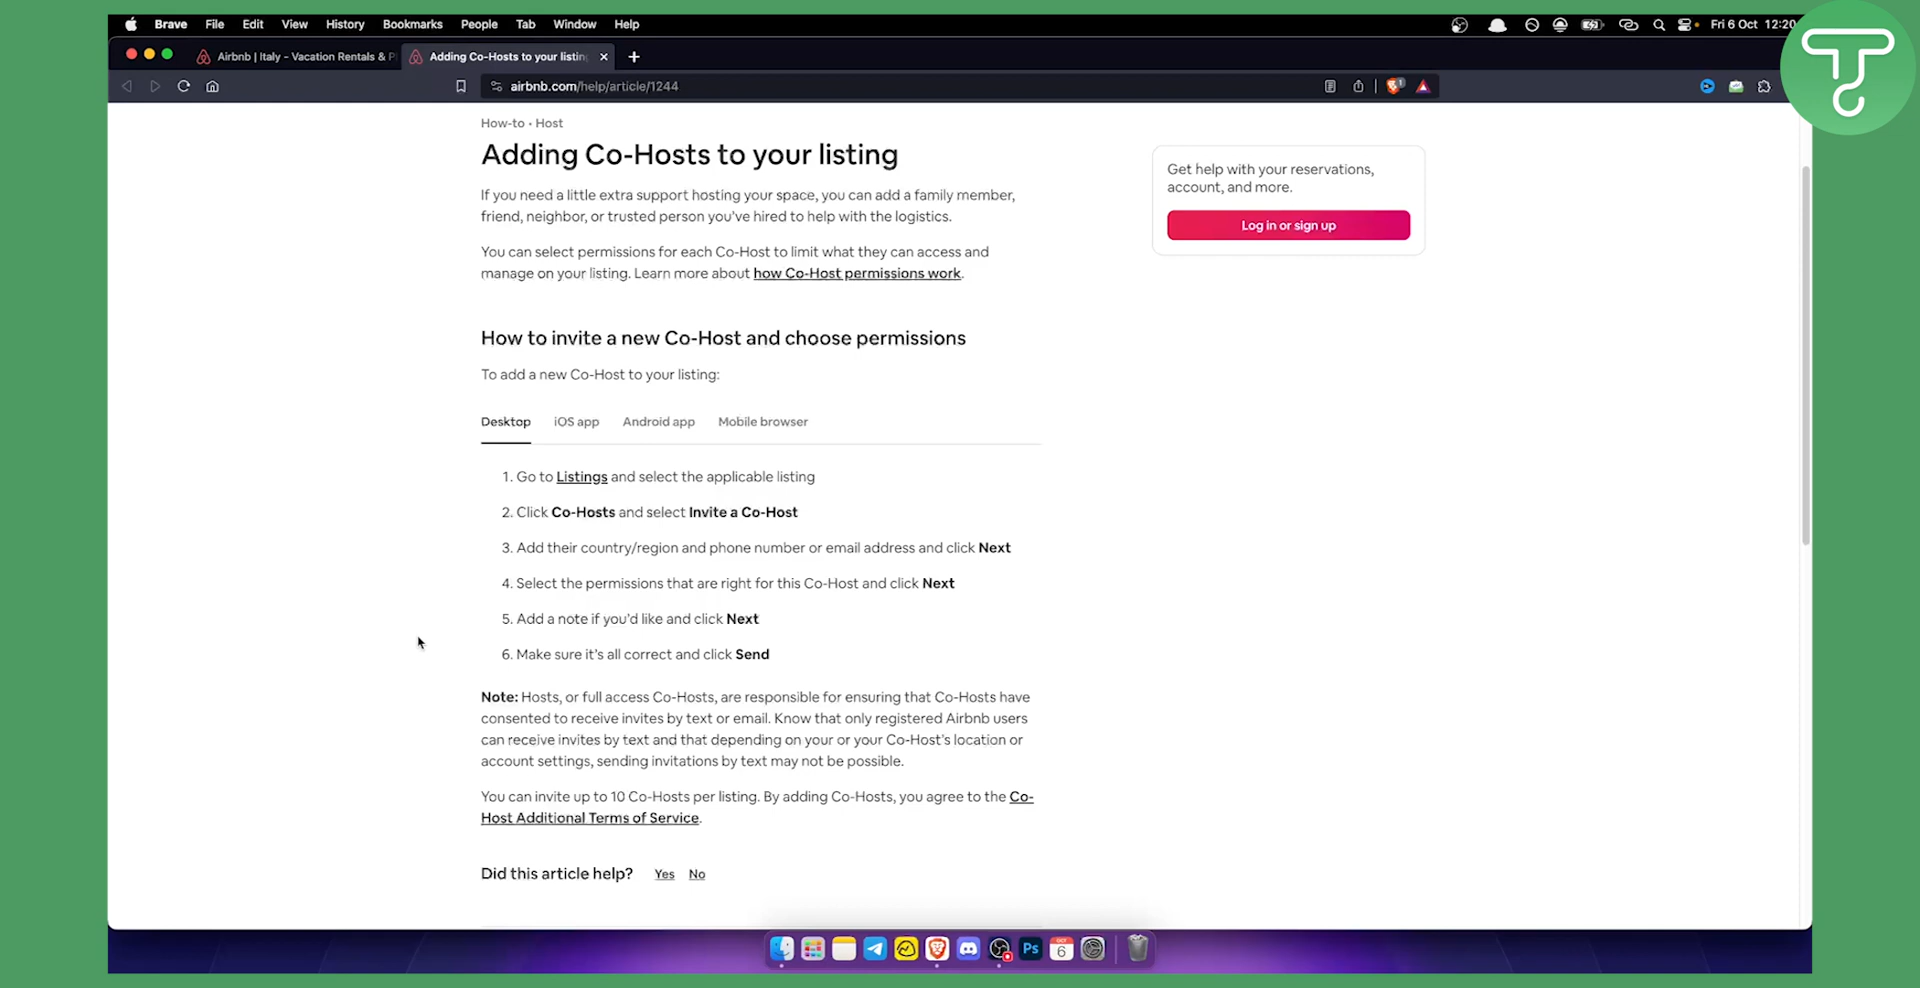 Brave File Edit View History Bookmarks People Tab Window Help Fri 6 Oct 12:20
Airbnb | Italy - Vacation Rentals & P Adding Co-Hosts to your listin
airbnb.com/help/article/1244
How-to • Host
Adding Co-Hosts to your listing
If you need a little extra support hosting your space, you can add a family member,
friend, neighbor, or trusted person you've hired to help with the logistics.
You can select permissions for each Co-Host to limit what they can access and
manage on your listing. Learn more about how Co-Host permissions work.
Get help with your reservations,
account, and more.
Log in or sign up
How to invite a new Co-Host and choose permissions
To add a new Co-Host to your listing:
Desktop iOS app Android app Mobile browser
1. Go to Listings and select the applicable listing
2. Click Co-Hosts and select Invite a Co-Host
3. Add their country/region and phone number or email address and click Next
4. Select the permissions that are right for this Co-Host and click Next
5. Add a note if you'd like and click Next
6. Make sure it's all correct and click Send
Note: Hosts, or full access Co-Hosts, are responsible for ensuring that Co-Hosts have
consented to receive invites by text or email. Know that only registered Airbnb users
can receive invites by text and that depending on your or your Co-Host's location or
account settings, sending invitations by text may not be possible.
You can invite up to 10 Co-Hosts per listing. By adding Co-Hosts, you agree to the Co-
Host Additional Terms of Service.
Did this article help? Yes No
Ps
OCT
6